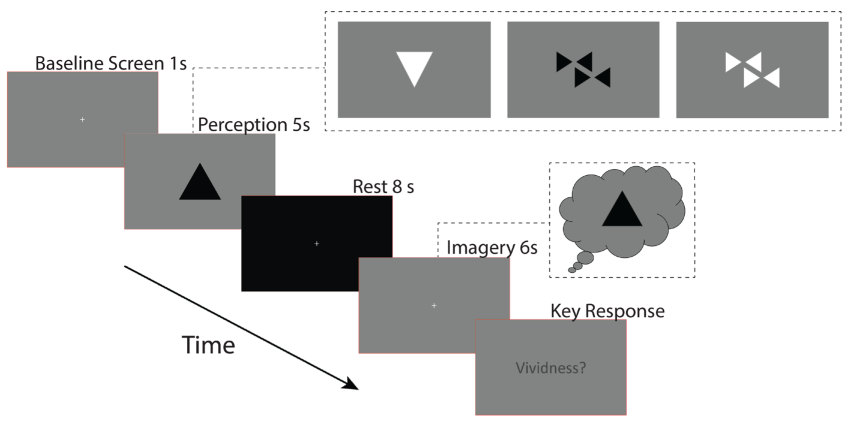 Baseline Screen 1s
Perception 5s
Rest 8 s
Imagery 6s
Key Response
Vividness?
Time